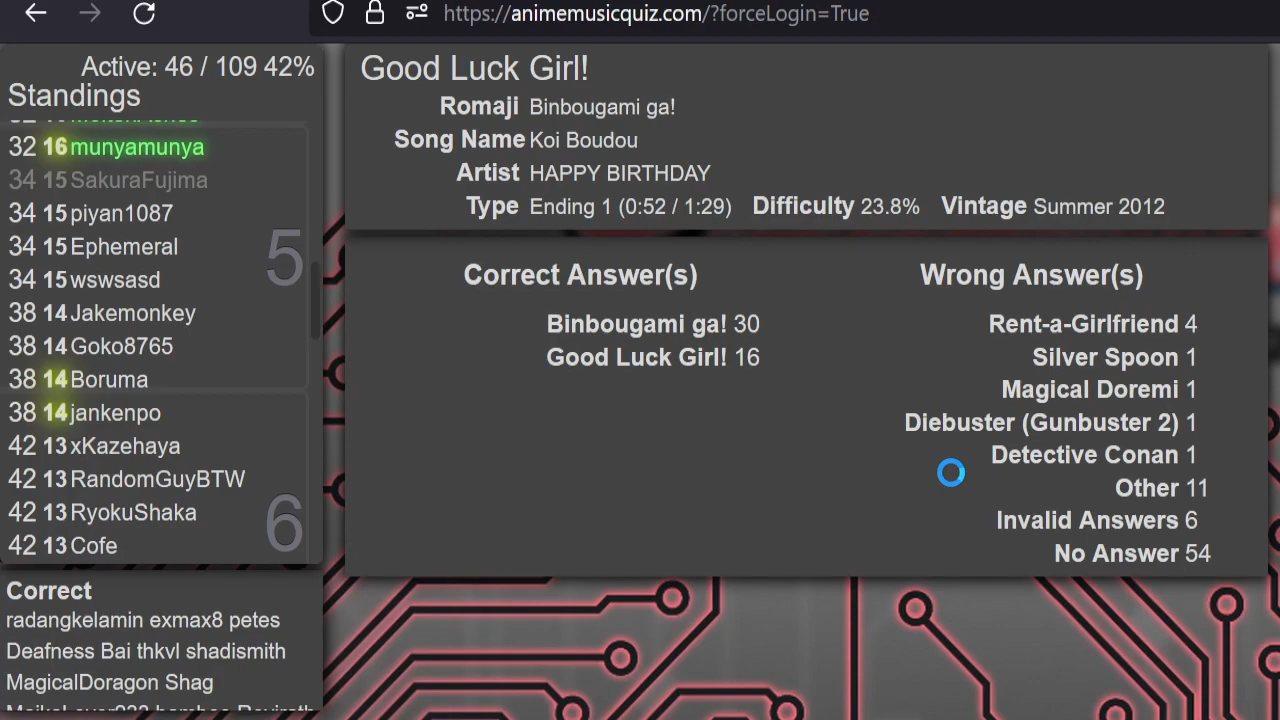 https://animemusicquiz.com/?forceLogin=True
Active: 46 / 109 42%
Standings
32 16 munyamunya
34 15 SakuraFujima
34 15 piyan1087
34 15 Ephemeral
5
34 15 wswsasd
38 14 Jakemonkey
38 14 Goko8765
38 14 Boruma
38 14 jankenpo
42 13 xKazehaya
42 13 RandomGuyBTW
42 13 RyokuShaka
6
42 13 Cofe
Correct
radangkelamin exmax8 petes
Deafness Bai thkvl shadismith
MagicalDoragon Shag
Good Luck Girl!
Romaji Binbougami ga!
Song Name Koi Boudou
Artist HAPPY BIRTHDAY
Type Ending 1 (0:52 / 1:29) Difficulty 23.8% Vintage Summer 2012
Correct Answer(s)
Binbougami ga! 30
Good Luck Girl! 16
Wrong Answer(s)
Rent-a-Girlfriend 4
Silver Spoon 1
Magical Doremi 1
Diebuster (Gunbuster 2) 1
Detective Conan 1
Other 11
Invalid Answers 6
No Answer 54